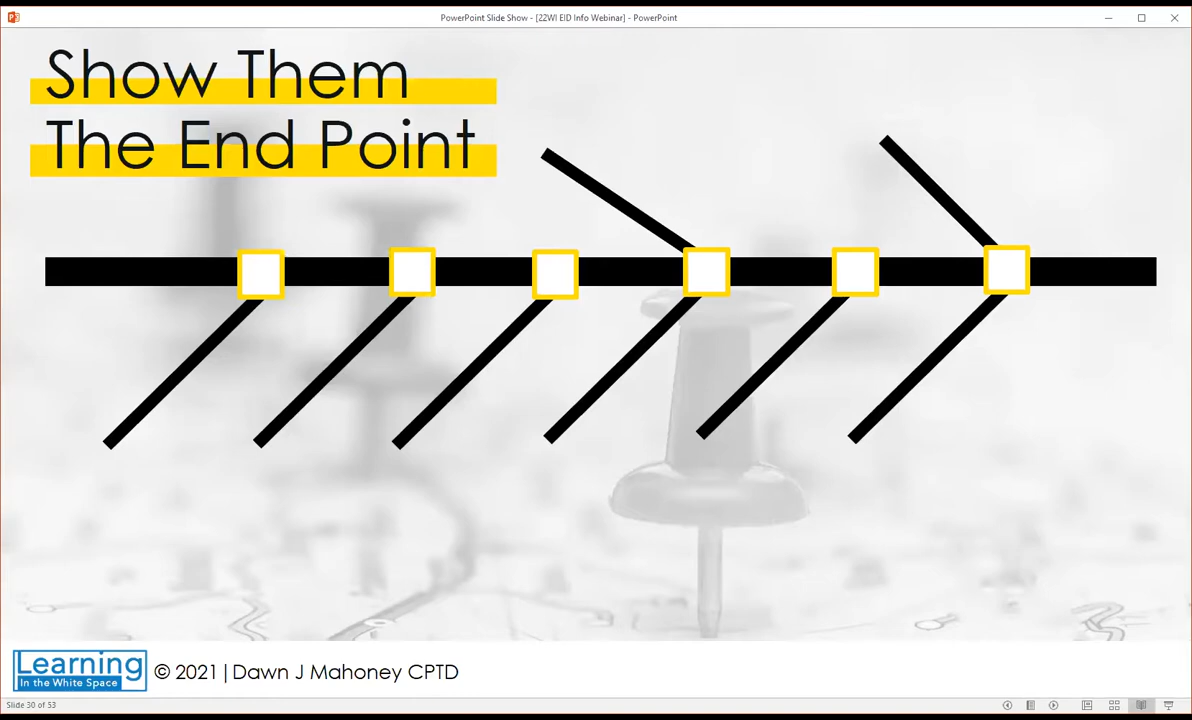 PowerPoint Slide Show - [22WI EID Info Webinar] - PowerPoint
Show Them
The End Point
Learning
In the White Space
© 2021 | Dawn J Mahoney CPTD
Slide 30 of 53